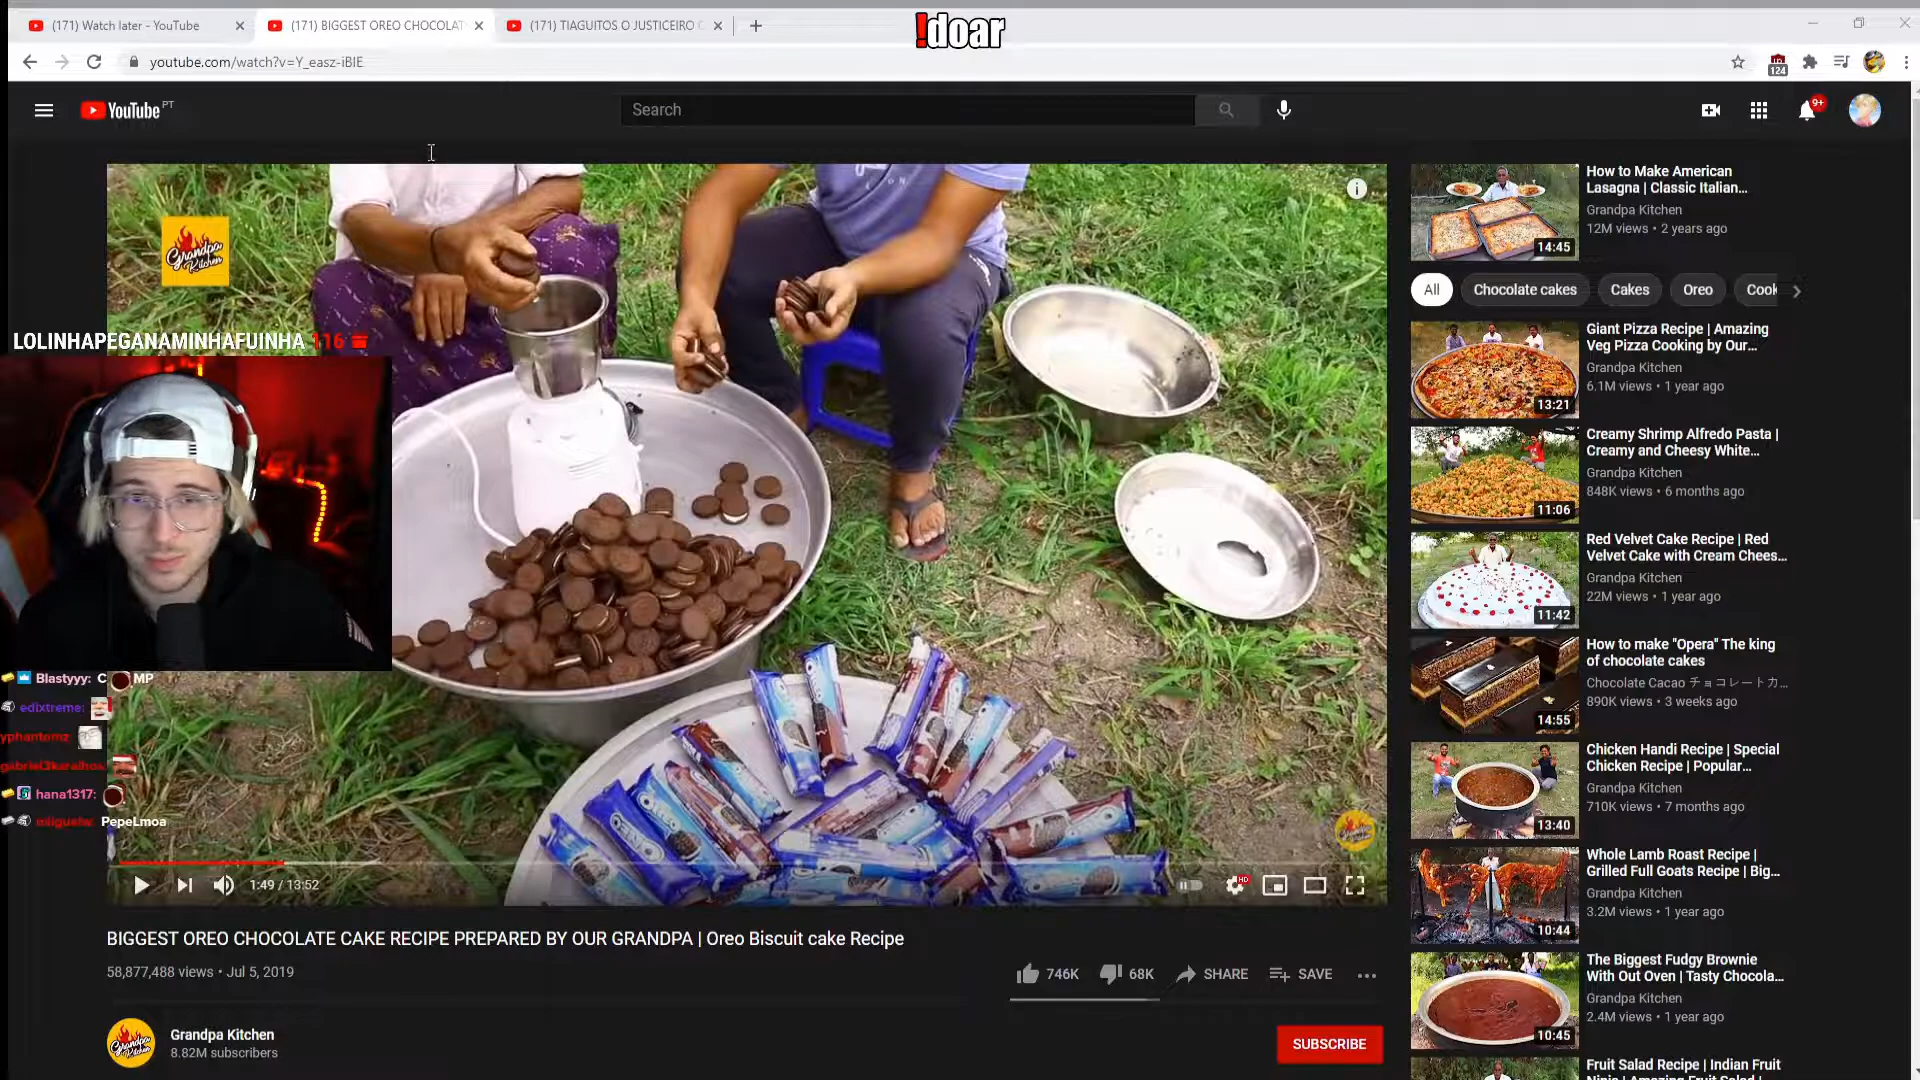 (171) Watch later - YouTube
(171) BIGGEST OREO CHOCOLAT
(171) TIAGUITOS O JUSTICEIRO
!doar
youtube.com/watch?v=Y_easz-iBlE
124
YouTube PT
Search
9+
Grandpa Kitchen
LOLINHAPEGANAMINHAFUINHA 116
Blastyyy: C MP
edixtreme:
yphantomz
gabriel3karalhos:
hana1317:
miiguelw: PepeLmoa
1:49 / 13:52
HD
BIGGEST OREO CHOCOLATE CAKE RECIPE PREPARED BY OUR GRANDPA | Oreo Biscuit cake Recipe
58,877,488 views • Jul 5, 2019
746K
68K
SHARE
SAVE
Grandpa Kitchen
8.82M subscribers
SUBSCRIBE
How to Make American
Lasagna | Classic Italian...
Grandpa Kitchen
12M views • 2 years ago
14:45
All
Chocolate cakes
Cakes
Oreo
Cook
Giant Pizza Recipe | Amazing
Veg Pizza Cooking by Our...
Grandpa Kitchen
6.1M views • 1 year ago
13:21
Creamy Shrimp Alfredo Pasta |
Creamy and Cheesy White...
Grandpa Kitchen
848K views • 6 months ago
11:06
Red Velvet Cake Recipe | Red
Velvet Cake with Cream Chees...
Grandpa Kitchen
22M views • 1 year ago
11:42
How to make "Opera" The king
of chocolate cakes
Chocolate Cacao チョコレートカ...
890K views • 3 weeks ago
14:55
Chicken Handi Recipe | Special
Chicken Recipe | Popular...
Grandpa Kitchen
710K views • 7 months ago
13:40
Whole Lamb Roast Recipe |
Grilled Full Goats Recipe | Big...
Grandpa Kitchen
3.2M views • 1 year ago
10:44
The Biggest Fudgy Brownie
With Out Oven | Tasty Chocola...
Grandpa Kitchen
2.4M views • 1 year ago
10:45
Fruit Salad Recipe | Indian Fruit